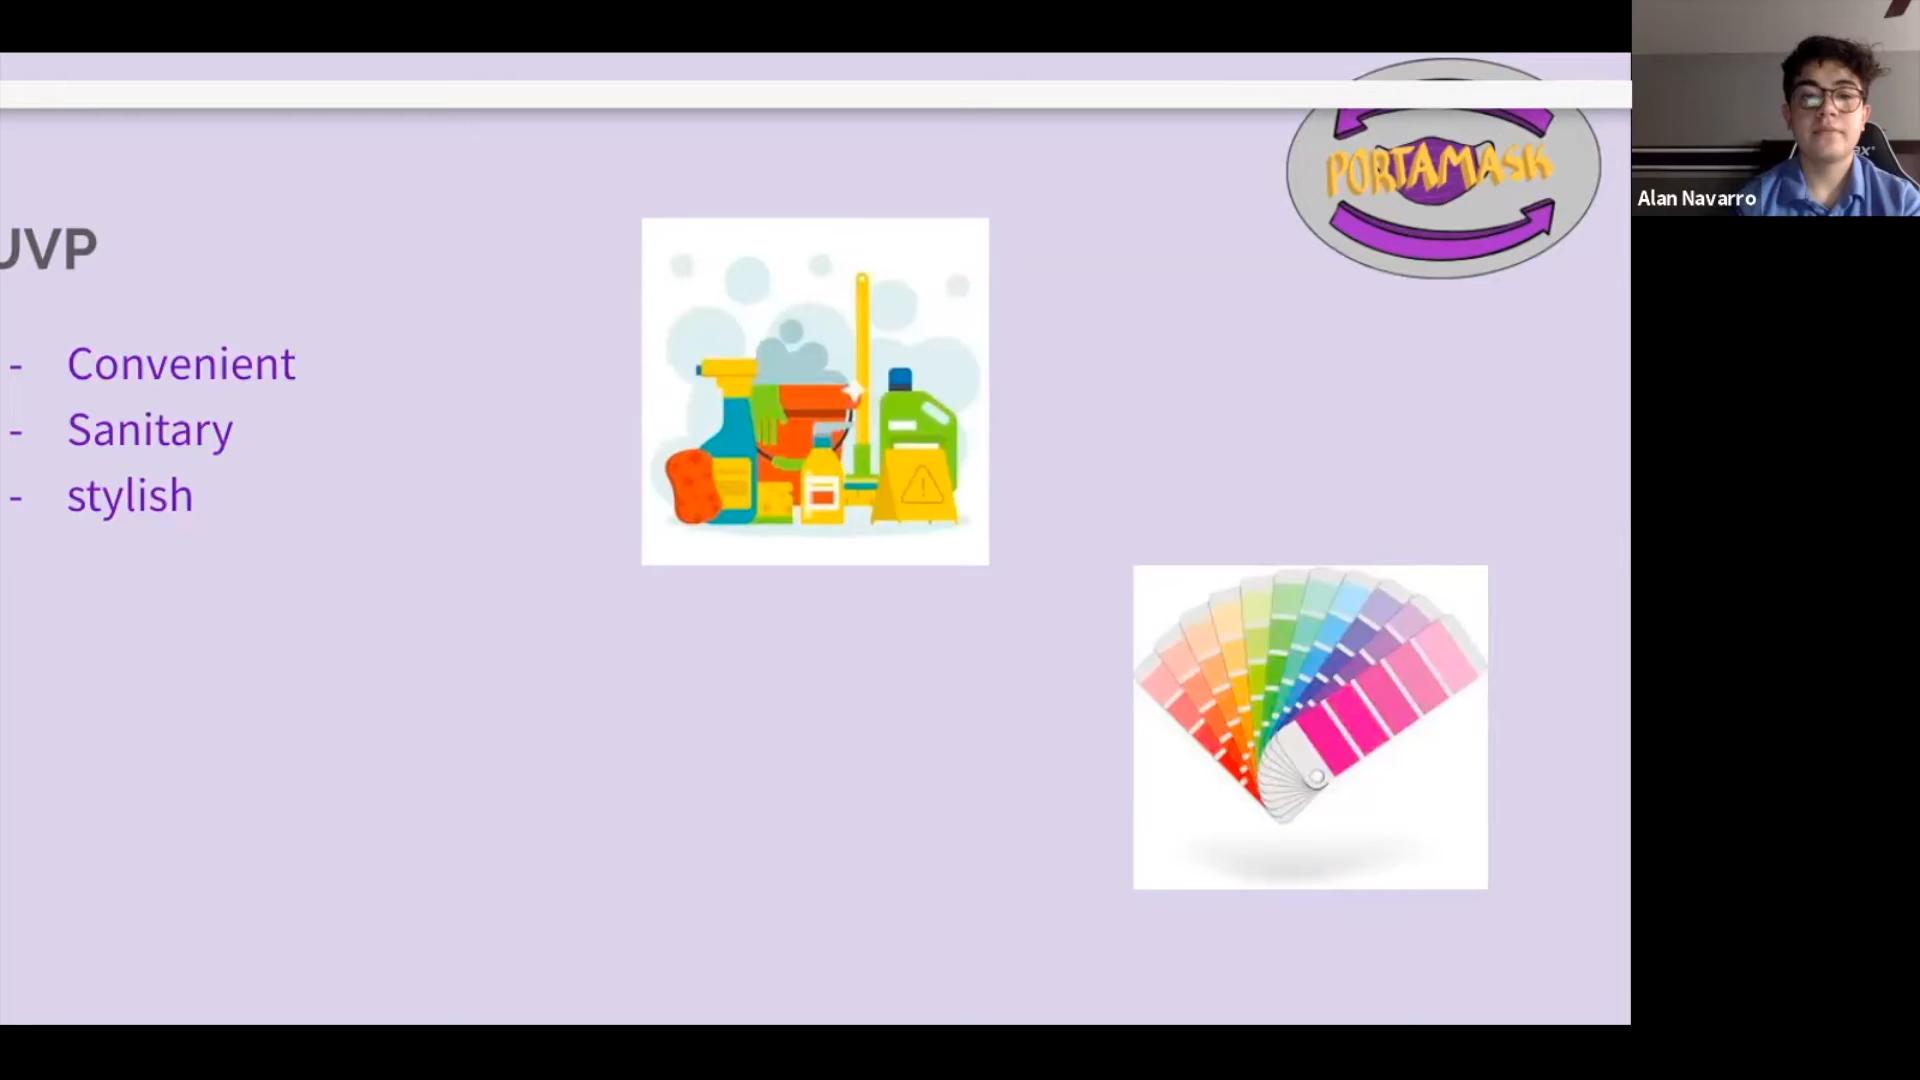 PORTAMASK
UVP
- Convenient
- Sanitary
- stylish
Alan Navarro